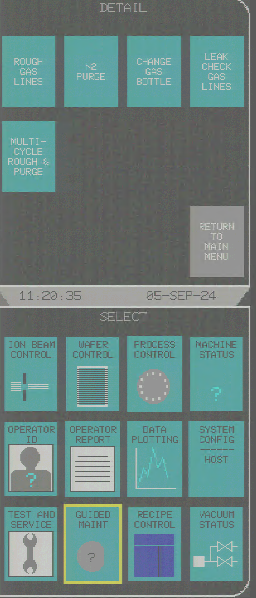 DETAIL
ROUGH
GAS
LINES
N2
PURGE
CHANGE
GAS
BOTTLE
LEAK
CHECK
GAS
LINES
MULTI-
CYCLE
ROUGH &
PURGE
RETURN
TO
MAIN
MENU
11:20:35 05-SEP-24
SELECT
ION BEAM
CONTROL
WAFER
CONTROL
PROCESS
CONTROL
MACHINE
STATUS
?
OPERATOR
ID
?
OPERATOR
REPORT
DATA
PLOTTING
SYSTEM
CONFIG
HOST
TEST AND
SERVICE
GUIDED
MAINT
?
RECIPE
CONTROL
VACUUM
STATUS